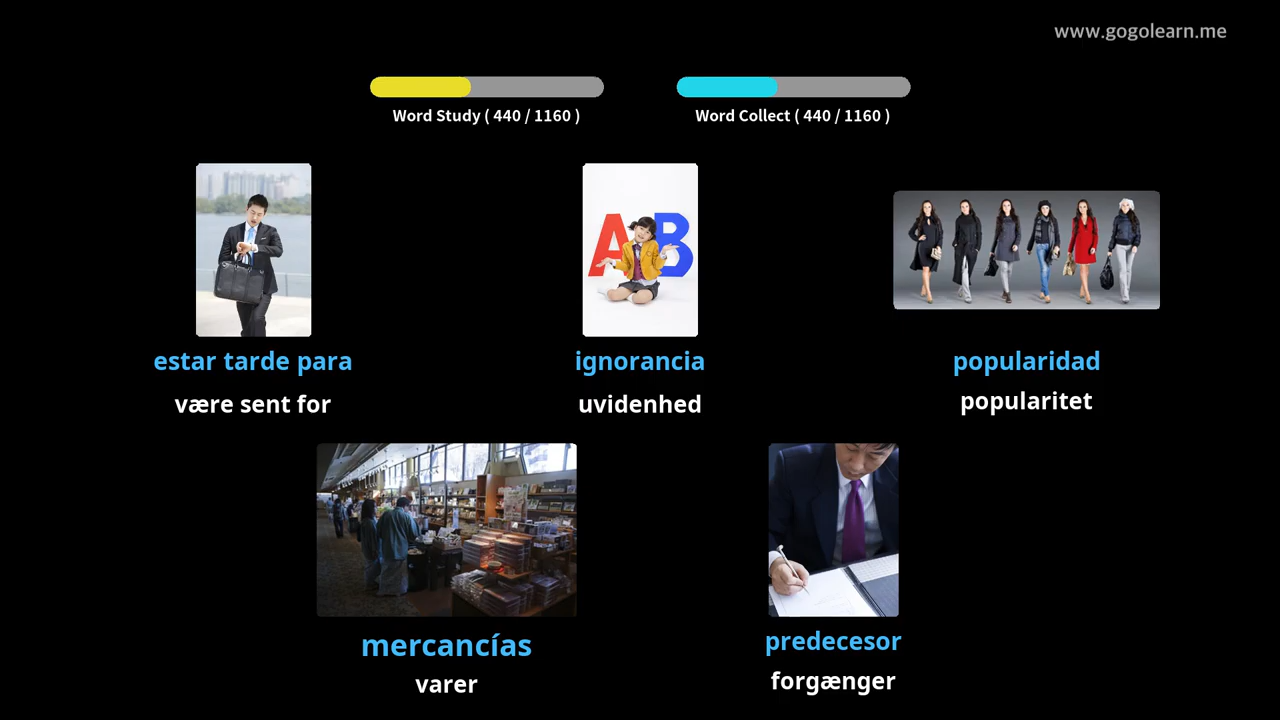 www.gogolearn.me
Word Study ( 440 / 1160 )
Word Collect ( 440 / 1160 )
A B
estar tarde para
være sent for
ignorancia
uvidenhed
popularidad
popularitet
mercancías
varer
predecesor
forgænger